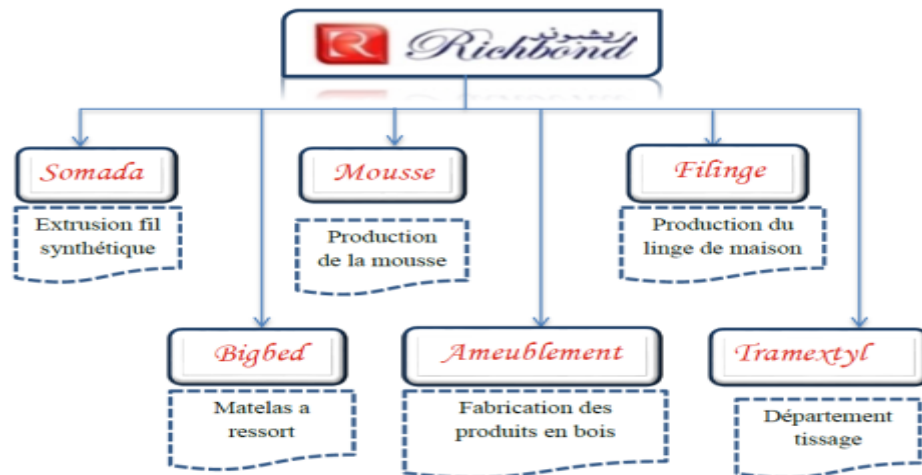 ريشبوند
Richbond
Somada
Extrusion fil
synthétique
Mousse
Production
de la mousse
Filinge
Production du
linge de maison
Bigbed
Matelas a
ressort
Ameublement
Fabrication des
produits en bois
Tramextyl
Département
tissage